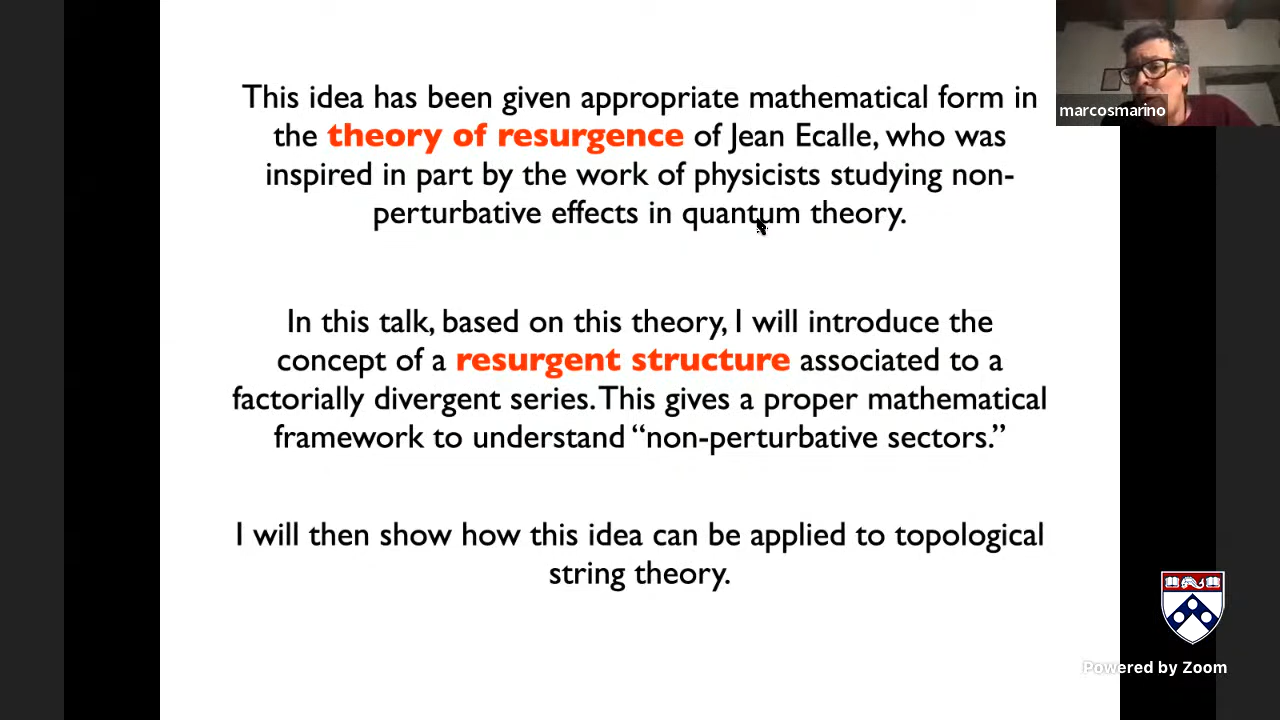 This idea has been given appropriate mathematical form in
the theory of resurgence of Jean Ecalle, who was
inspired in part by the work of physicists studying non-
perturbative effects in quantum theory.
In this talk, based on this theory, I will introduce the
concept of a resurgent structure associated to a
factorially divergent series. This gives a proper mathematical
framework to understand “non-perturbative sectors.”
I will then show how this idea can be applied to topological
string theory.
marcosmarino
Powered by Zoom